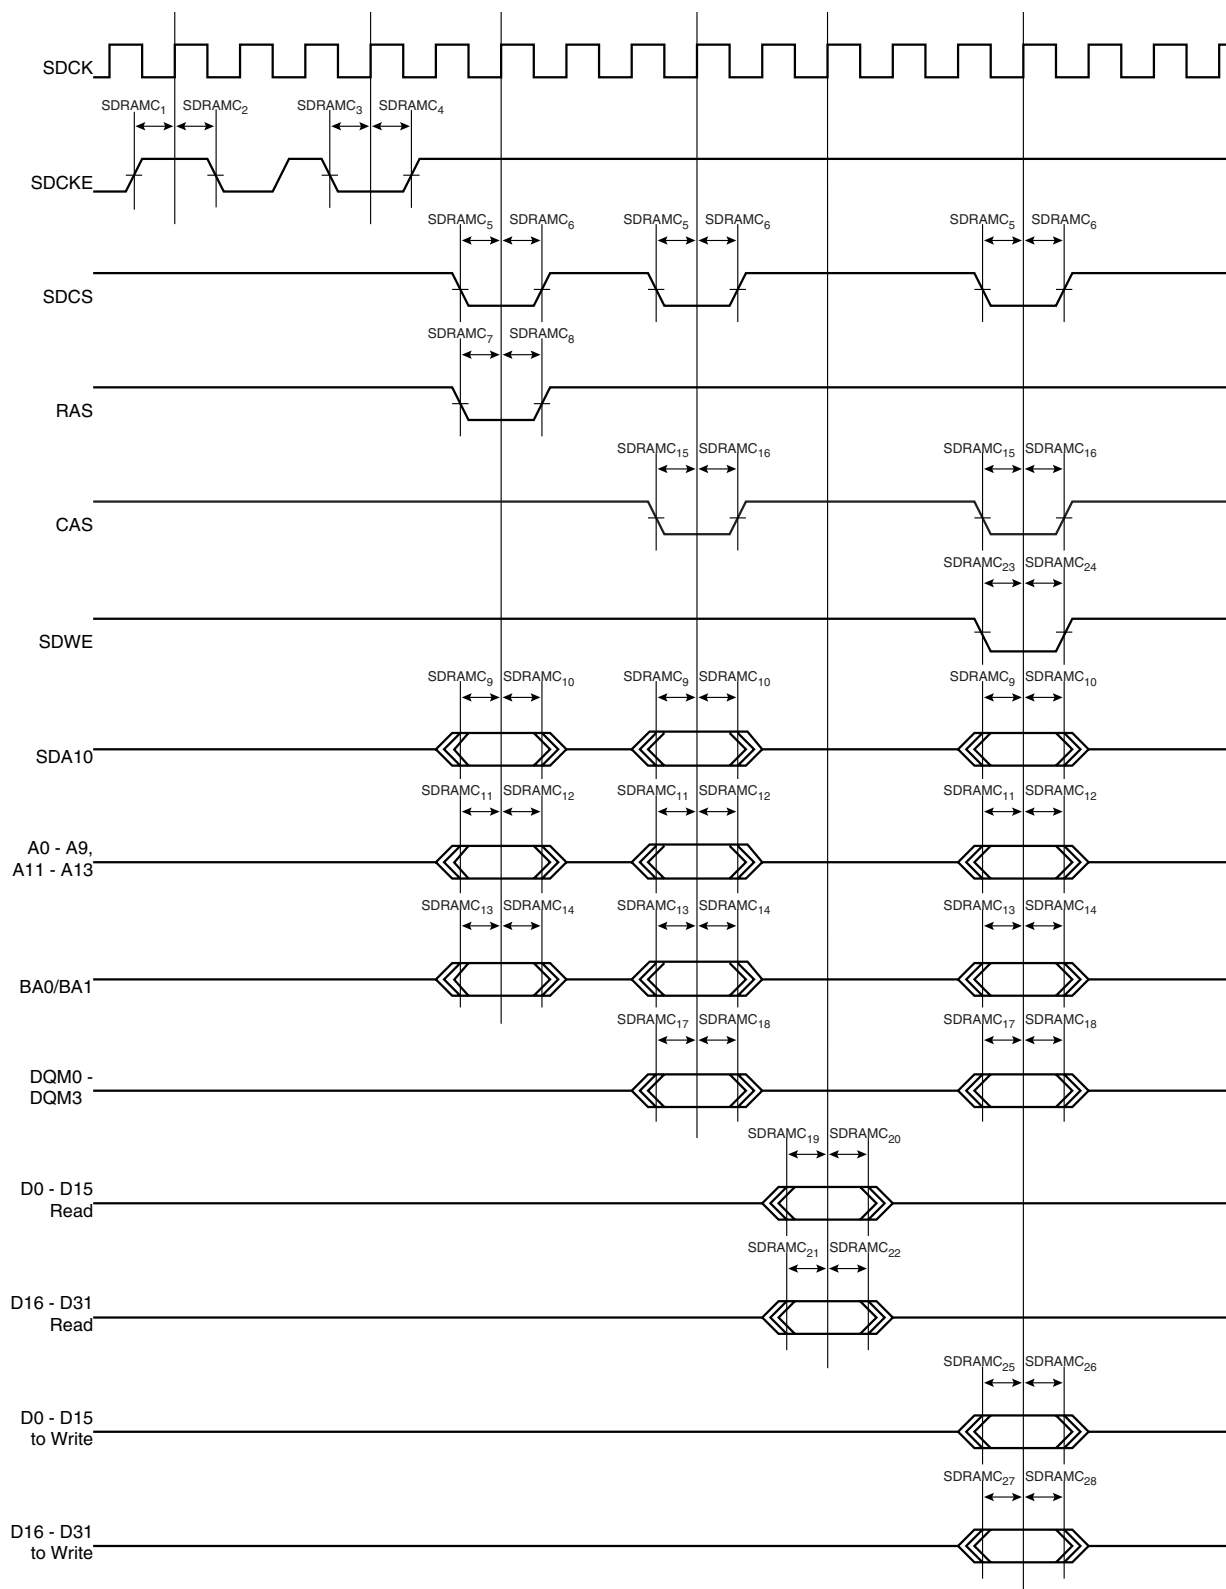 SDCK
SDRAMC1 SDRAMC2 SDRAMC3 SDRAMC4
SDCKE
SDRAMC5 SDRAMC6 SDRAMC5 SDRAMC6 SDRAMC5 SDRAMC6
SDCS
SDRAMC7 SDRAMC8
RAS
SDRAMC15 SDRAMC16 SDRAMC15 SDRAMC16
CAS
SDRAMC23 SDRAMC24
SDWE
SDRAMC9 SDRAMC10 SDRAMC9 SDRAMC10 SDRAMC9 SDRAMC10
SDA10
SDRAMC11 SDRAMC12 SDRAMC11 SDRAMC12 SDRAMC11 SDRAMC12
A0 - A9,
A11 - A13
SDRAMC13 SDRAMC14 SDRAMC13 SDRAMC14 SDRAMC13 SDRAMC14
BA0/BA1
SDRAMC17 SDRAMC18 SDRAMC17 SDRAMC18
DQM0 -
DQM3
SDRAMC19 SDRAMC20
D0 - D15
Read
SDRAMC21 SDRAMC22
D16 - D31
Read
SDRAMC25 SDRAMC26
D0 - D15
to Write
SDRAMC27 SDRAMC28
D16 - D31
to Write